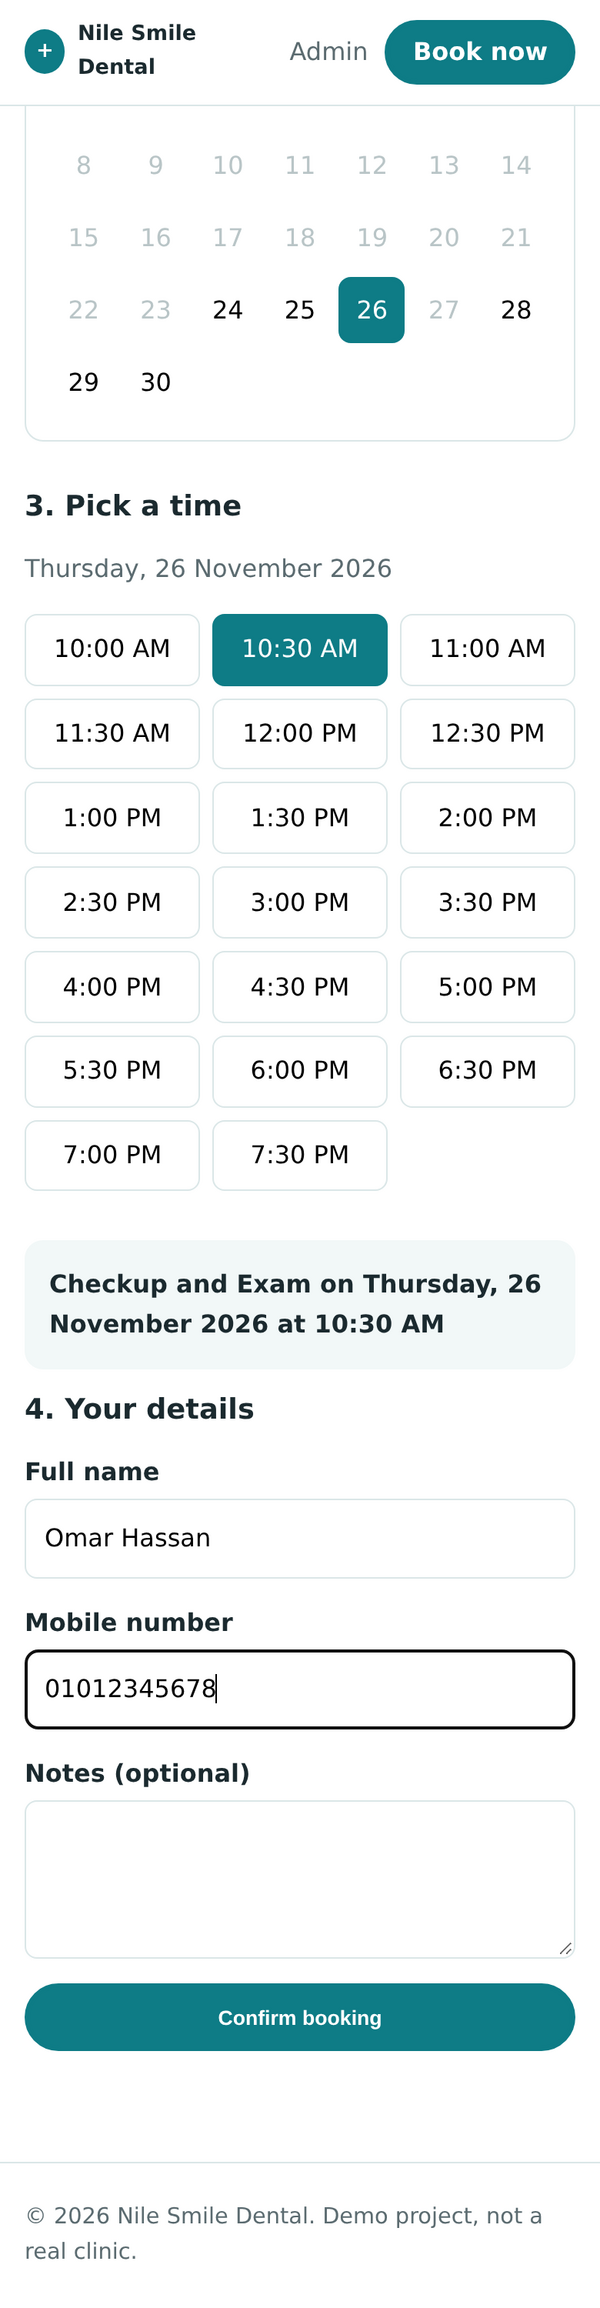 +
Nile Smile
Dental
Admin
Book now
8 9 10 11 12 13 14
15 16 17 18 19 20 21
22 23 24 25 26 27 28
29 30
3. Pick a time
Thursday, 26 November 2026
10:00 AM 10:30 AM 11:00 AM
11:30 AM 12:00 PM 12:30 PM
1:00 PM 1:30 PM 2:00 PM
2:30 PM 3:00 PM 3:30 PM
4:00 PM 4:30 PM 5:00 PM
5:30 PM 6:00 PM 6:30 PM
7:00 PM 7:30 PM
Checkup and Exam on Thursday, 26
November 2026 at 10:30 AM
4. Your details
Full name
Omar Hassan
Mobile number
01012345678
Notes (optional)
Confirm booking
© 2026 Nile Smile Dental. Demo project, not a
real clinic.